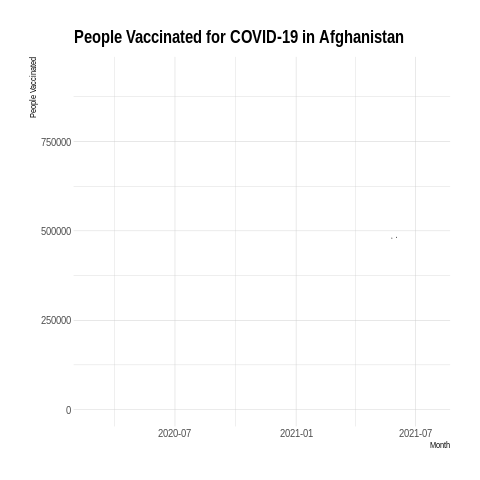 People Vaccinated for COVID-19 in Afghanistan
People Vaccinated
750000
500000
250000
0
2020-07 2021-01 2021-07
Month